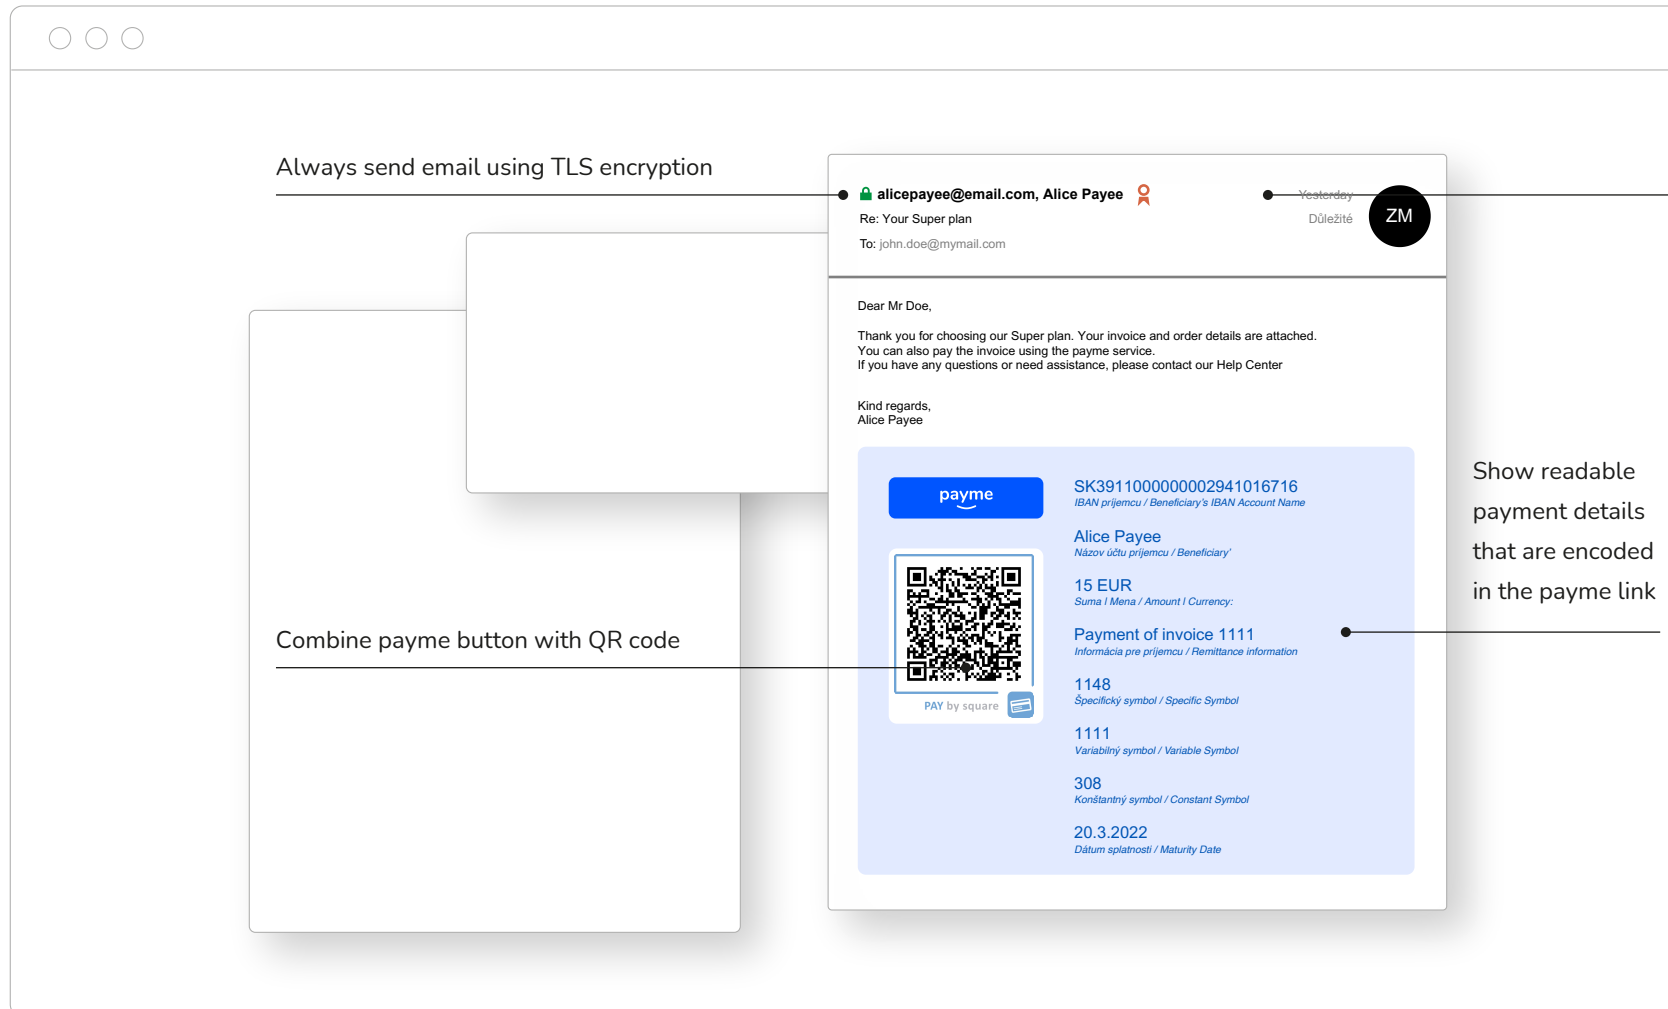 Always send email using TLS encryption
alicepayee@email.com, Alice Payee
Yesterday
Re: Your Super plan
Důležité
ZM
To: john.doe@mymail.com
Dear Mr Doe,
Thank you for choosing our Super plan. Your invoice and order details are attached.
You can also pay the invoice using the payme service.
If you have any questions or need assistance, please contact our Help Center
Kind regards,
Alice Payee
payme
SK3911000000002941016716
IBAN príjemcu / Beneficiary's IBAN Account Name
Alice Payee
Názov účtu príjemcu / Beneficiary'
15 EUR
Suma I Mena / Amount I Currency:
Payment of invoice 1111
Informácia pre príjemcu / Remittance information
1148
Špecifický symbol / Specific Symbol
1111
Variabilný symbol / Variable Symbol
308
Konštantný symbol / Constant Symbol
20.3.2022
Dátum splatnosti / Maturity Date
PAY by square
Combine payme button with QR code
Show readable
payment details
that are encoded
in the payme link